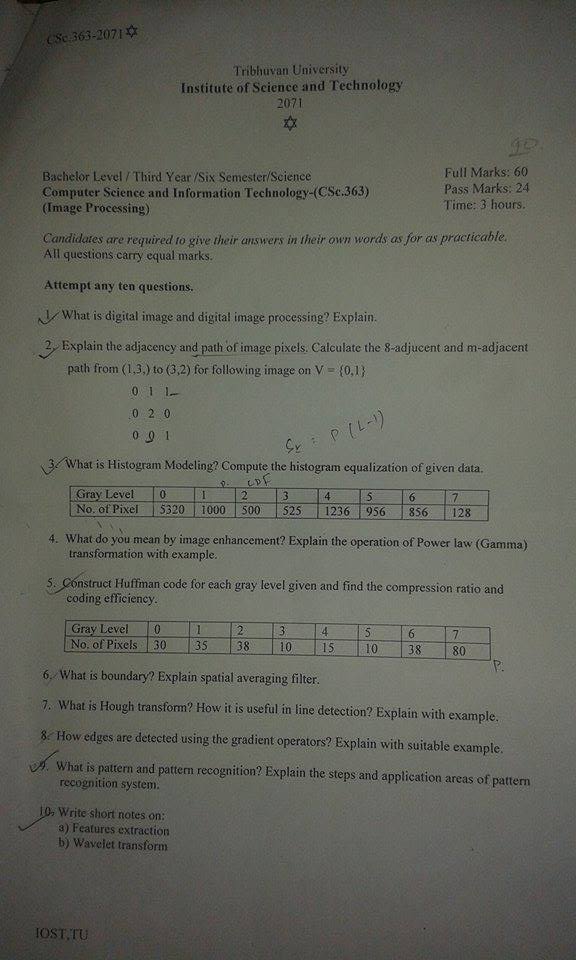 CSc.363-2071✡
Tribhuvan University
Institute of Science and Technology
2071
✡
Bachelor Level / Third Year /Six Semester/Science
Full Marks: 60
Computer Science and Information Technology-(CSc.363)
Pass Marks: 24
(Image Processing)
Time: 3 hours.
Candidates are required to give their answers in their own words as for as practicable.
All questions carry equal marks.
Attempt any ten questions.
1. What is digital image and digital image processing? Explain.
2. Explain the adjacency and path of image pixels. Calculate the 8-adjucent and m-adjacent
path from (1,3,) to (3,2) for following image on V = {0,1}
0 1 1
0 2 0
0 0 1
= P (L-1)
3. What is Histogram Modeling? Compute the histogram equalization of given data.
CDF
Gray Level 0 1 2 3 4 5 6 7
No. of Pixel 5320 1000 500 525 1236 956 856 128
4. What do you mean by image enhancement? Explain the operation of Power law (Gamma)
transformation with example.
5. Construct Huffman code for each gray level given and find the compression ratio and
coding efficiency.
Gray Level 0 1 2 3 4 5 6 7
No. of Pixels 30 35 38 10 15 10 38 80
P.
6. What is boundary? Explain spatial averaging filter.
7. What is Hough transform? How it is useful in line detection? Explain with example.
8. How edges are detected using the gradient operators? Explain with suitable example.
9. What is pattern and pattern recognition? Explain the steps and application areas of pattern
recognition system.
10. Write short notes on:
a) Features extraction
b) Wavelet transform
IOST,TU